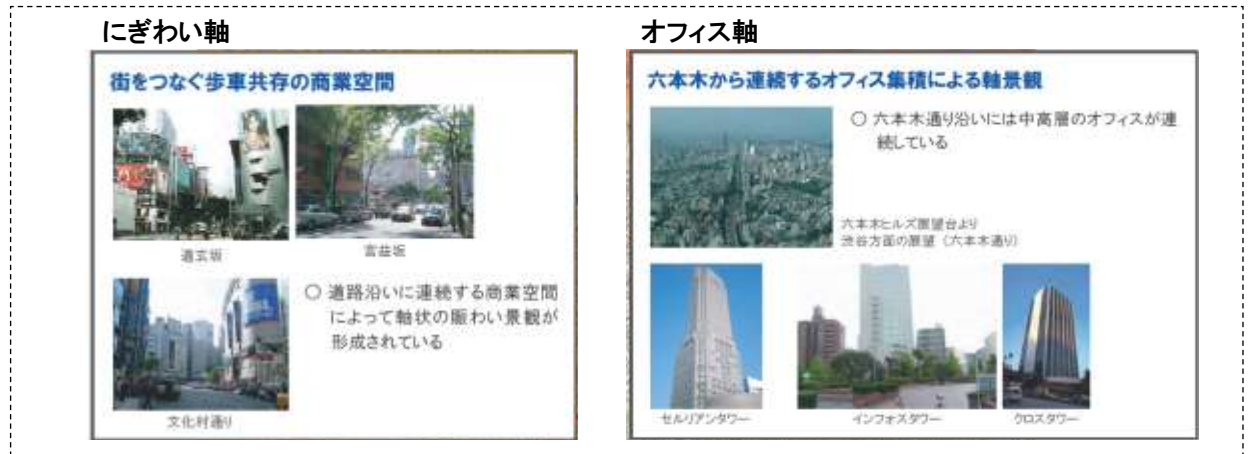 にぎわい軸
街をつなぐ歩車共存の商業空間
道玄坂
宮益坂
文化村通り
○ 道路沿いに連続する商業空間
によって軸状の賑わい景観が
形成されている
オフィス軸
六本木から連続するオフィス集積による軸景観
○ 六本木通り沿いには中高層のオフィスが連
続している
六本木ヒルズ展望台より
渋谷方面の展望（六本木通り）
セルリアンタワー
インフォスタワー
クロスタワー